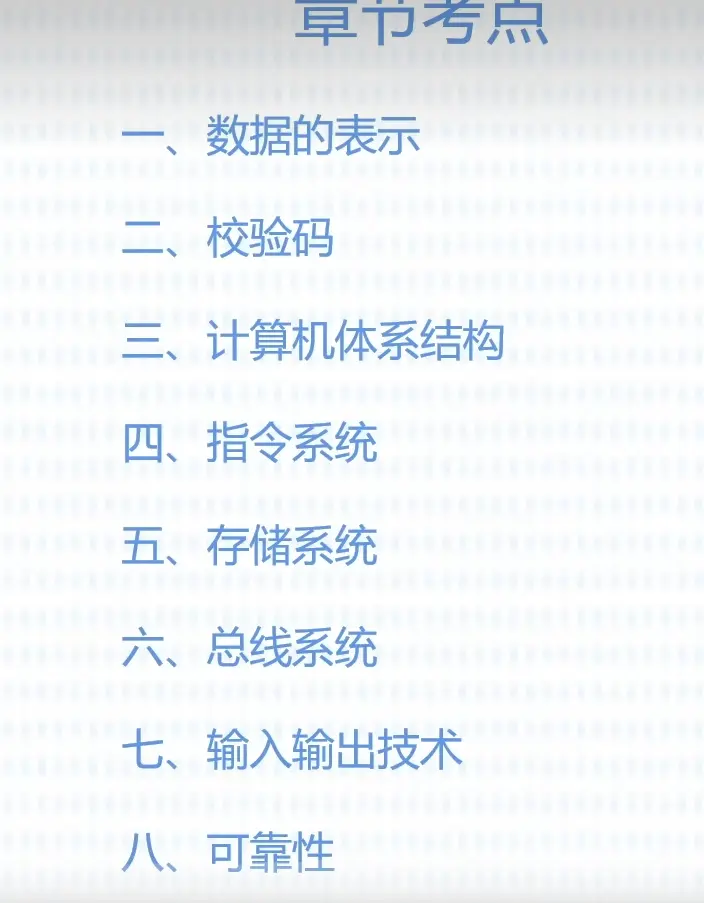 章节考点
一、数据的表示
二、校验码
三、计算机体系结构
四、指令系统
五、存储系统
六、总线系统
七、输入输出技术
八、可靠性